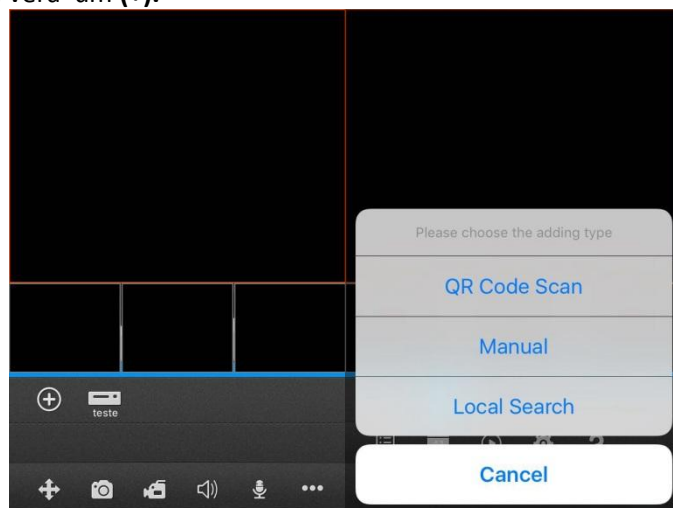 Please choose the adding type
QR Code Scan
Manual
Local Search
teste
Cancel